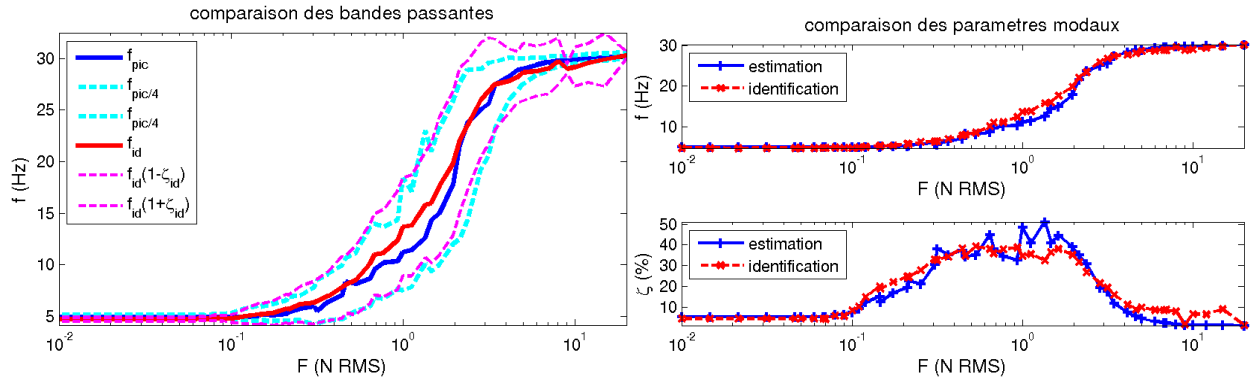 comparaison des bandes passantes
f (Hz)
30
25
20
15
10
5
f_pic
f_pic/4
f_pic/4
f_id
f_id(1-ζ_id)
f_id(1+ζ_id)
10^-2
10^-1
10^0
10^1
F (N RMS)
comparaison des parametres modaux
f (Hz)
30
20
10
estimation
identification
10^-2
10^-1
10^0
10^1
F (N RMS)
ζ (%)
50
40
30
20
10
estimation
identification
10^-2
10^-1
10^0
10^1
F (N RMS)